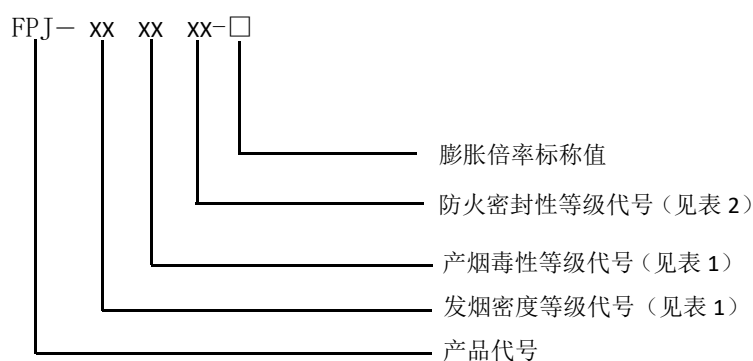 FPJ- xx xx xx-□
膨胀倍率标称值
防火密封性等级代号（见表 2）
产烟毒性等级代号（见表 1）
发烟密度等级代号（见表 1）
产品代号